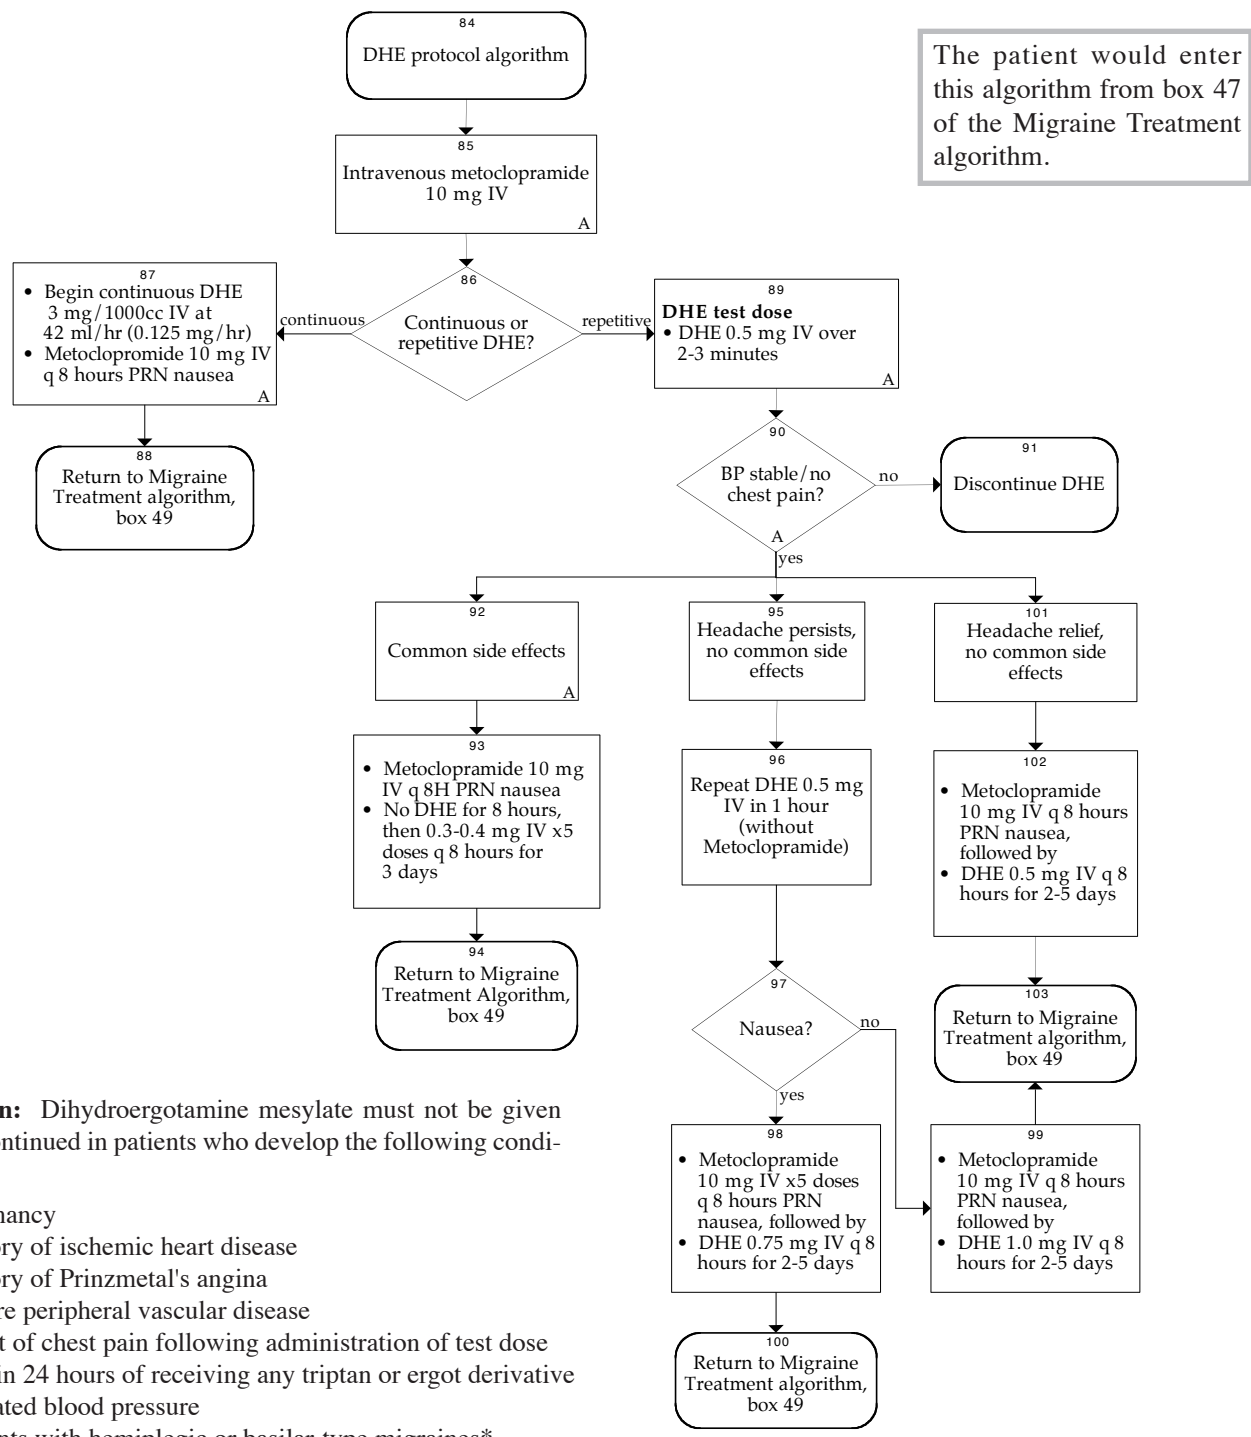 84
DHE protocol algorithm
The patient would enter
this algorithm from box 47
of the Migraine Treatment
algorithm.
85
Intravenous metoclopramide
10 mg IV
A
86
Continuous or
repetitive DHE?
continuous
repetitive
87
• Begin continuous DHE
3 mg/1000cc IV at
42 ml/hr (0.125 mg/hr)
• Metoclopromide 10 mg IV
q 8 hours PRN nausea
A
88
Return to Migraine
Treatment algorithm,
box 49
89
DHE test dose
• DHE 0.5 mg IV over
2-3 minutes
A
90
BP stable/no
chest pain?
A
no
yes
91
Discontinue DHE
92
Common side effects
A
93
• Metoclopramide 10 mg
IV q 8H PRN nausea
• No DHE for 8 hours,
then 0.3-0.4 mg IV x5
doses q 8 hours for
3 days
94
Return to Migraine
Treatment Algorithm,
box 49
95
Headache persists,
no common side
effects
96
Repeat DHE 0.5 mg
IV in 1 hour
(without
Metoclopramide)
97
Nausea?
no
yes
98
• Metoclopramide
10 mg IV x5 doses
q 8 hours PRN
nausea, followed by
• DHE 0.75 mg IV q 8
hours for 2-5 days
99
• Metoclopramide
10 mg IV q 8 hours
PRN nausea,
followed by
• DHE 1.0 mg IV q 8
hours for 2-5 days
100
Return to Migraine
Treatment algorithm,
box 49
101
Headache relief,
no common side
effects
102
• Metoclopramide
10 mg IV q 8 hours
PRN nausea,
followed by
• DHE 0.5 mg IV q 8
hours for 2-5 days
103
Return to Migraine
Treatment algorithm,
box 49
n: Dihydroergotamine mesylate must not be given
ontinued in patients who develop the following condi-
nancy
ory of ischemic heart disease
ory of Prinzmetal's angina
re peripheral vascular disease
t of chest pain following administration of test dose
in 24 hours of receiving any triptan or ergot derivative
ated blood pressure
nts with hemiplegic or basilar-type migraines*